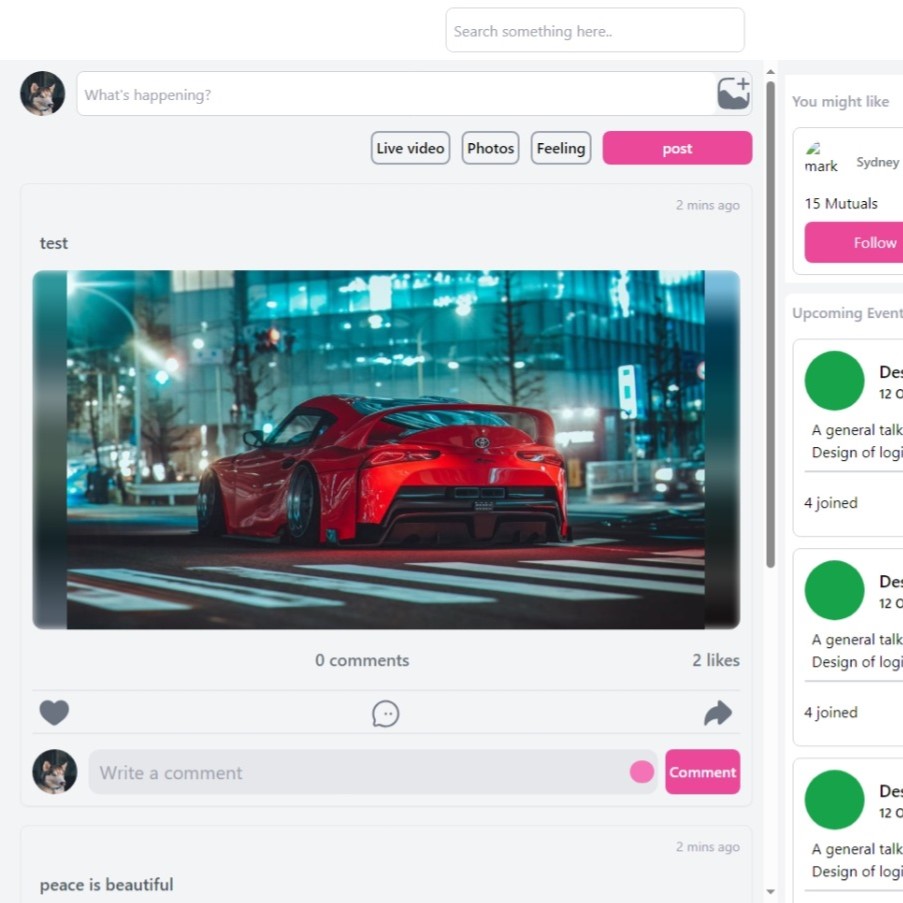 Search something here..
What's happening?
Live video
Photos
Feeling
post
2 mins ago
test
0 comments
2 likes
Write a comment
Comment
2 mins ago
peace is beautiful
You might like
mark
Sydney
15 Mutuals
Follow
Upcoming Event
Des
12 O
A general talk
Design of logi
4 joined
Des
12 O
A general talk
Design of logi
4 joined
Des
12 O
A general talk
Design of logi